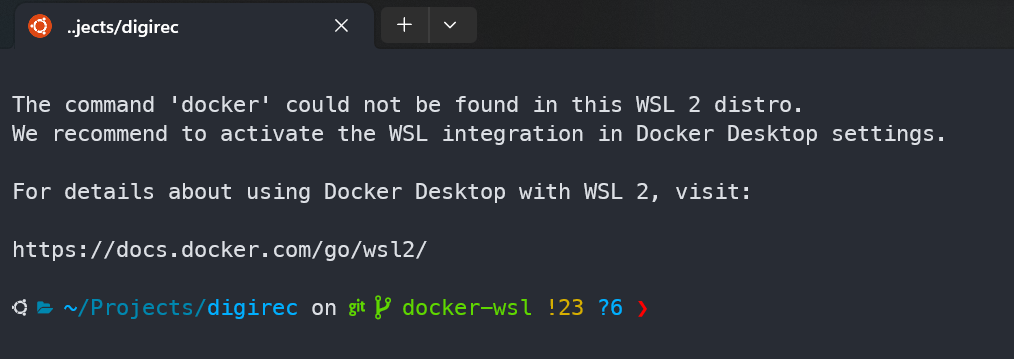 ..jects/digirec
The command 'docker' could not be found in this WSL 2 distro.
We recommend to activate the WSL integration in Docker Desktop settings.
For details about using Docker Desktop with WSL 2, visit:
https://docs.docker.com/go/wsl2/
~/Projects/digirec on git docker-wsl !23 ?6 ❯